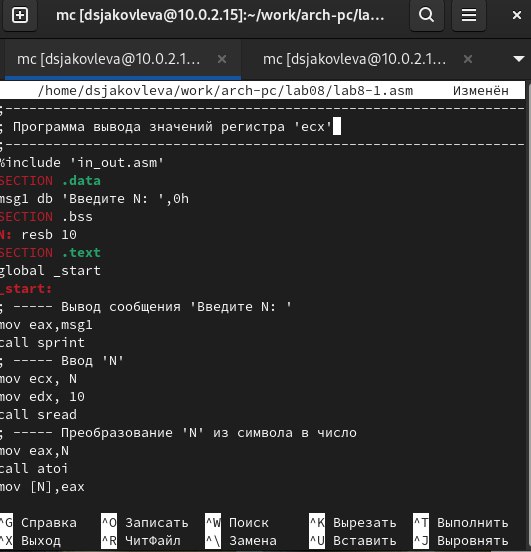 mc [dsjakovleva@10.0.2.15]:~/work/arch-pc/la...
mc [dsjakovleva@10.0.2.1... × mc [dsjakovleva@10.0.2.1... ×
/home/dsjakovleva/work/arch-pc/lab08/lab8-1.asm Изменён
;-----------------------------------------------------------------
; Программа вывода значений регистра 'ecx'
;-----------------------------------------------------------------
%include 'in_out.asm'
SECTION .data
msg1 db 'Введите N: ',0h
SECTION .bss
N: resb 10
SECTION .text
global _start
_start:
; ----- Вывод сообщения 'Введите N: '
mov eax,msg1
call sprint
; ----- Ввод 'N'
mov ecx, N
mov edx, 10
call sread
; ----- Преобразование 'N' из символа в число
mov eax,N
call atoi
mov [N],eax
^G Справка ^O Записать ^W Поиск ^K Вырезать ^T Выполнить
^X Выход ^R ЧитФайл ^\ Замена ^U Вставить ^J Выровнять